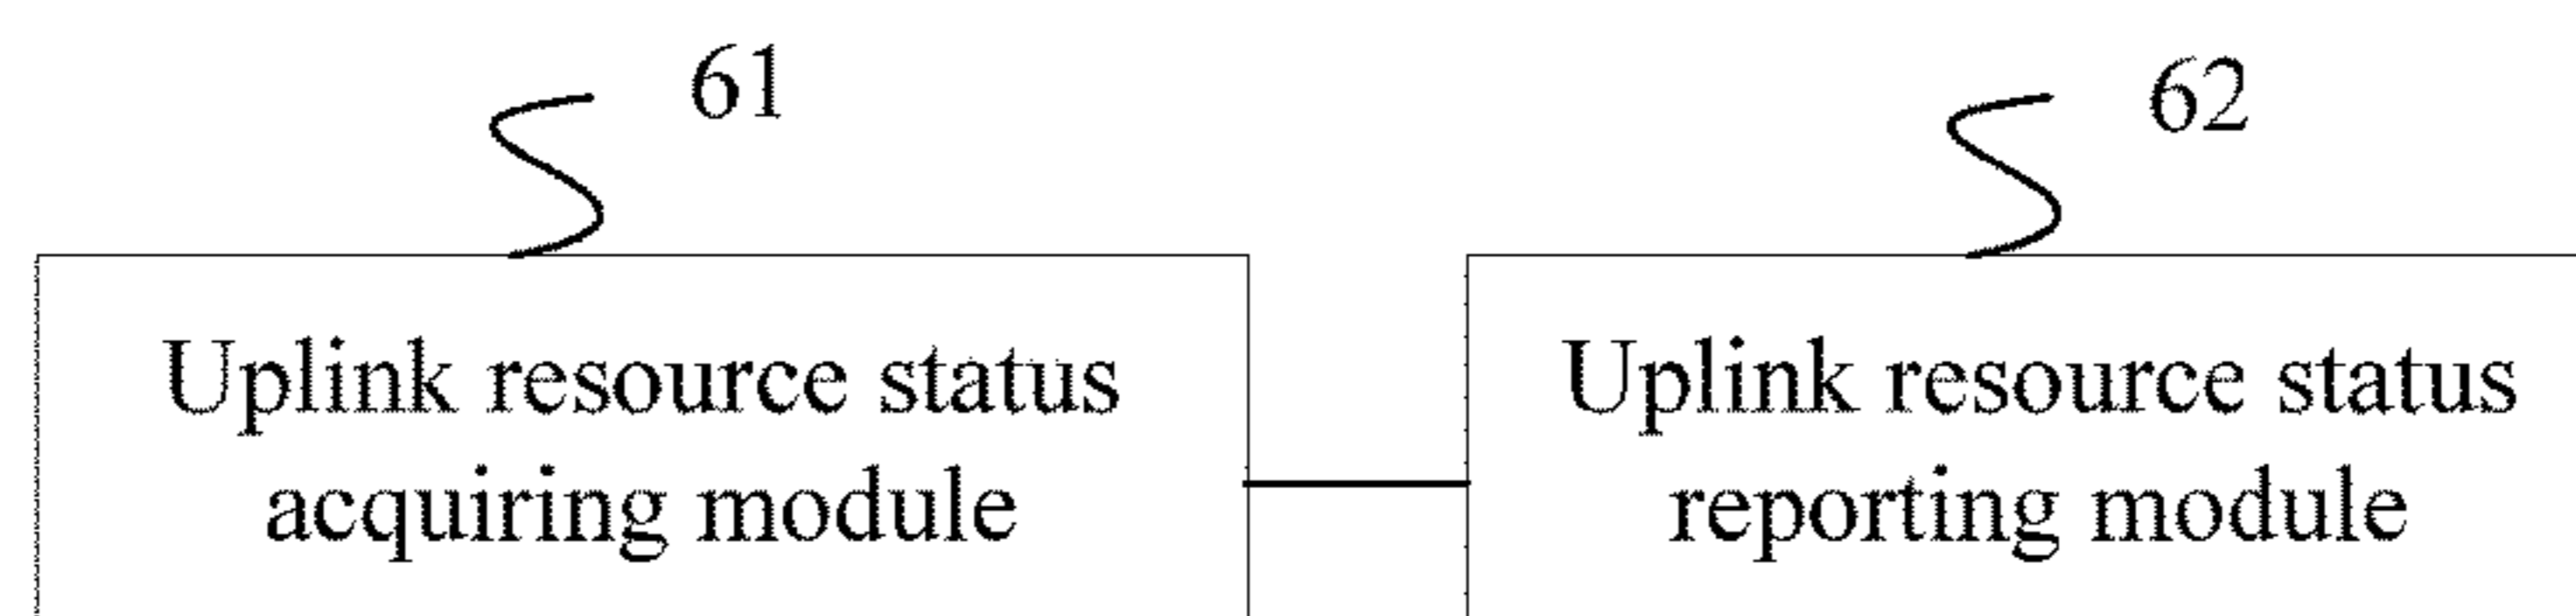 61
62
Uplink resource status
acquiring module
Uplink resource status
reporting module